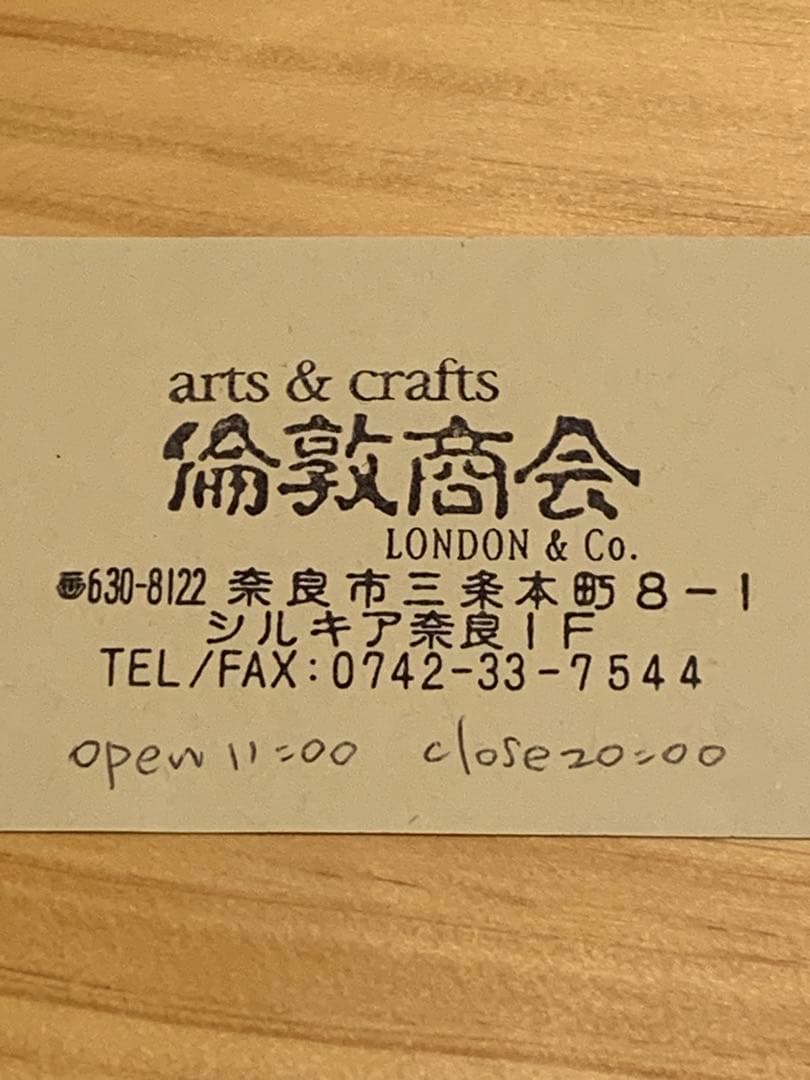 arts & crafts
倫敦商会
LONDON & Co.
〠630-8122 奈良市三条本町8-1
シルキア奈良1F
TEL/FAX:0742-33-7544
open 11:00 close 20:00